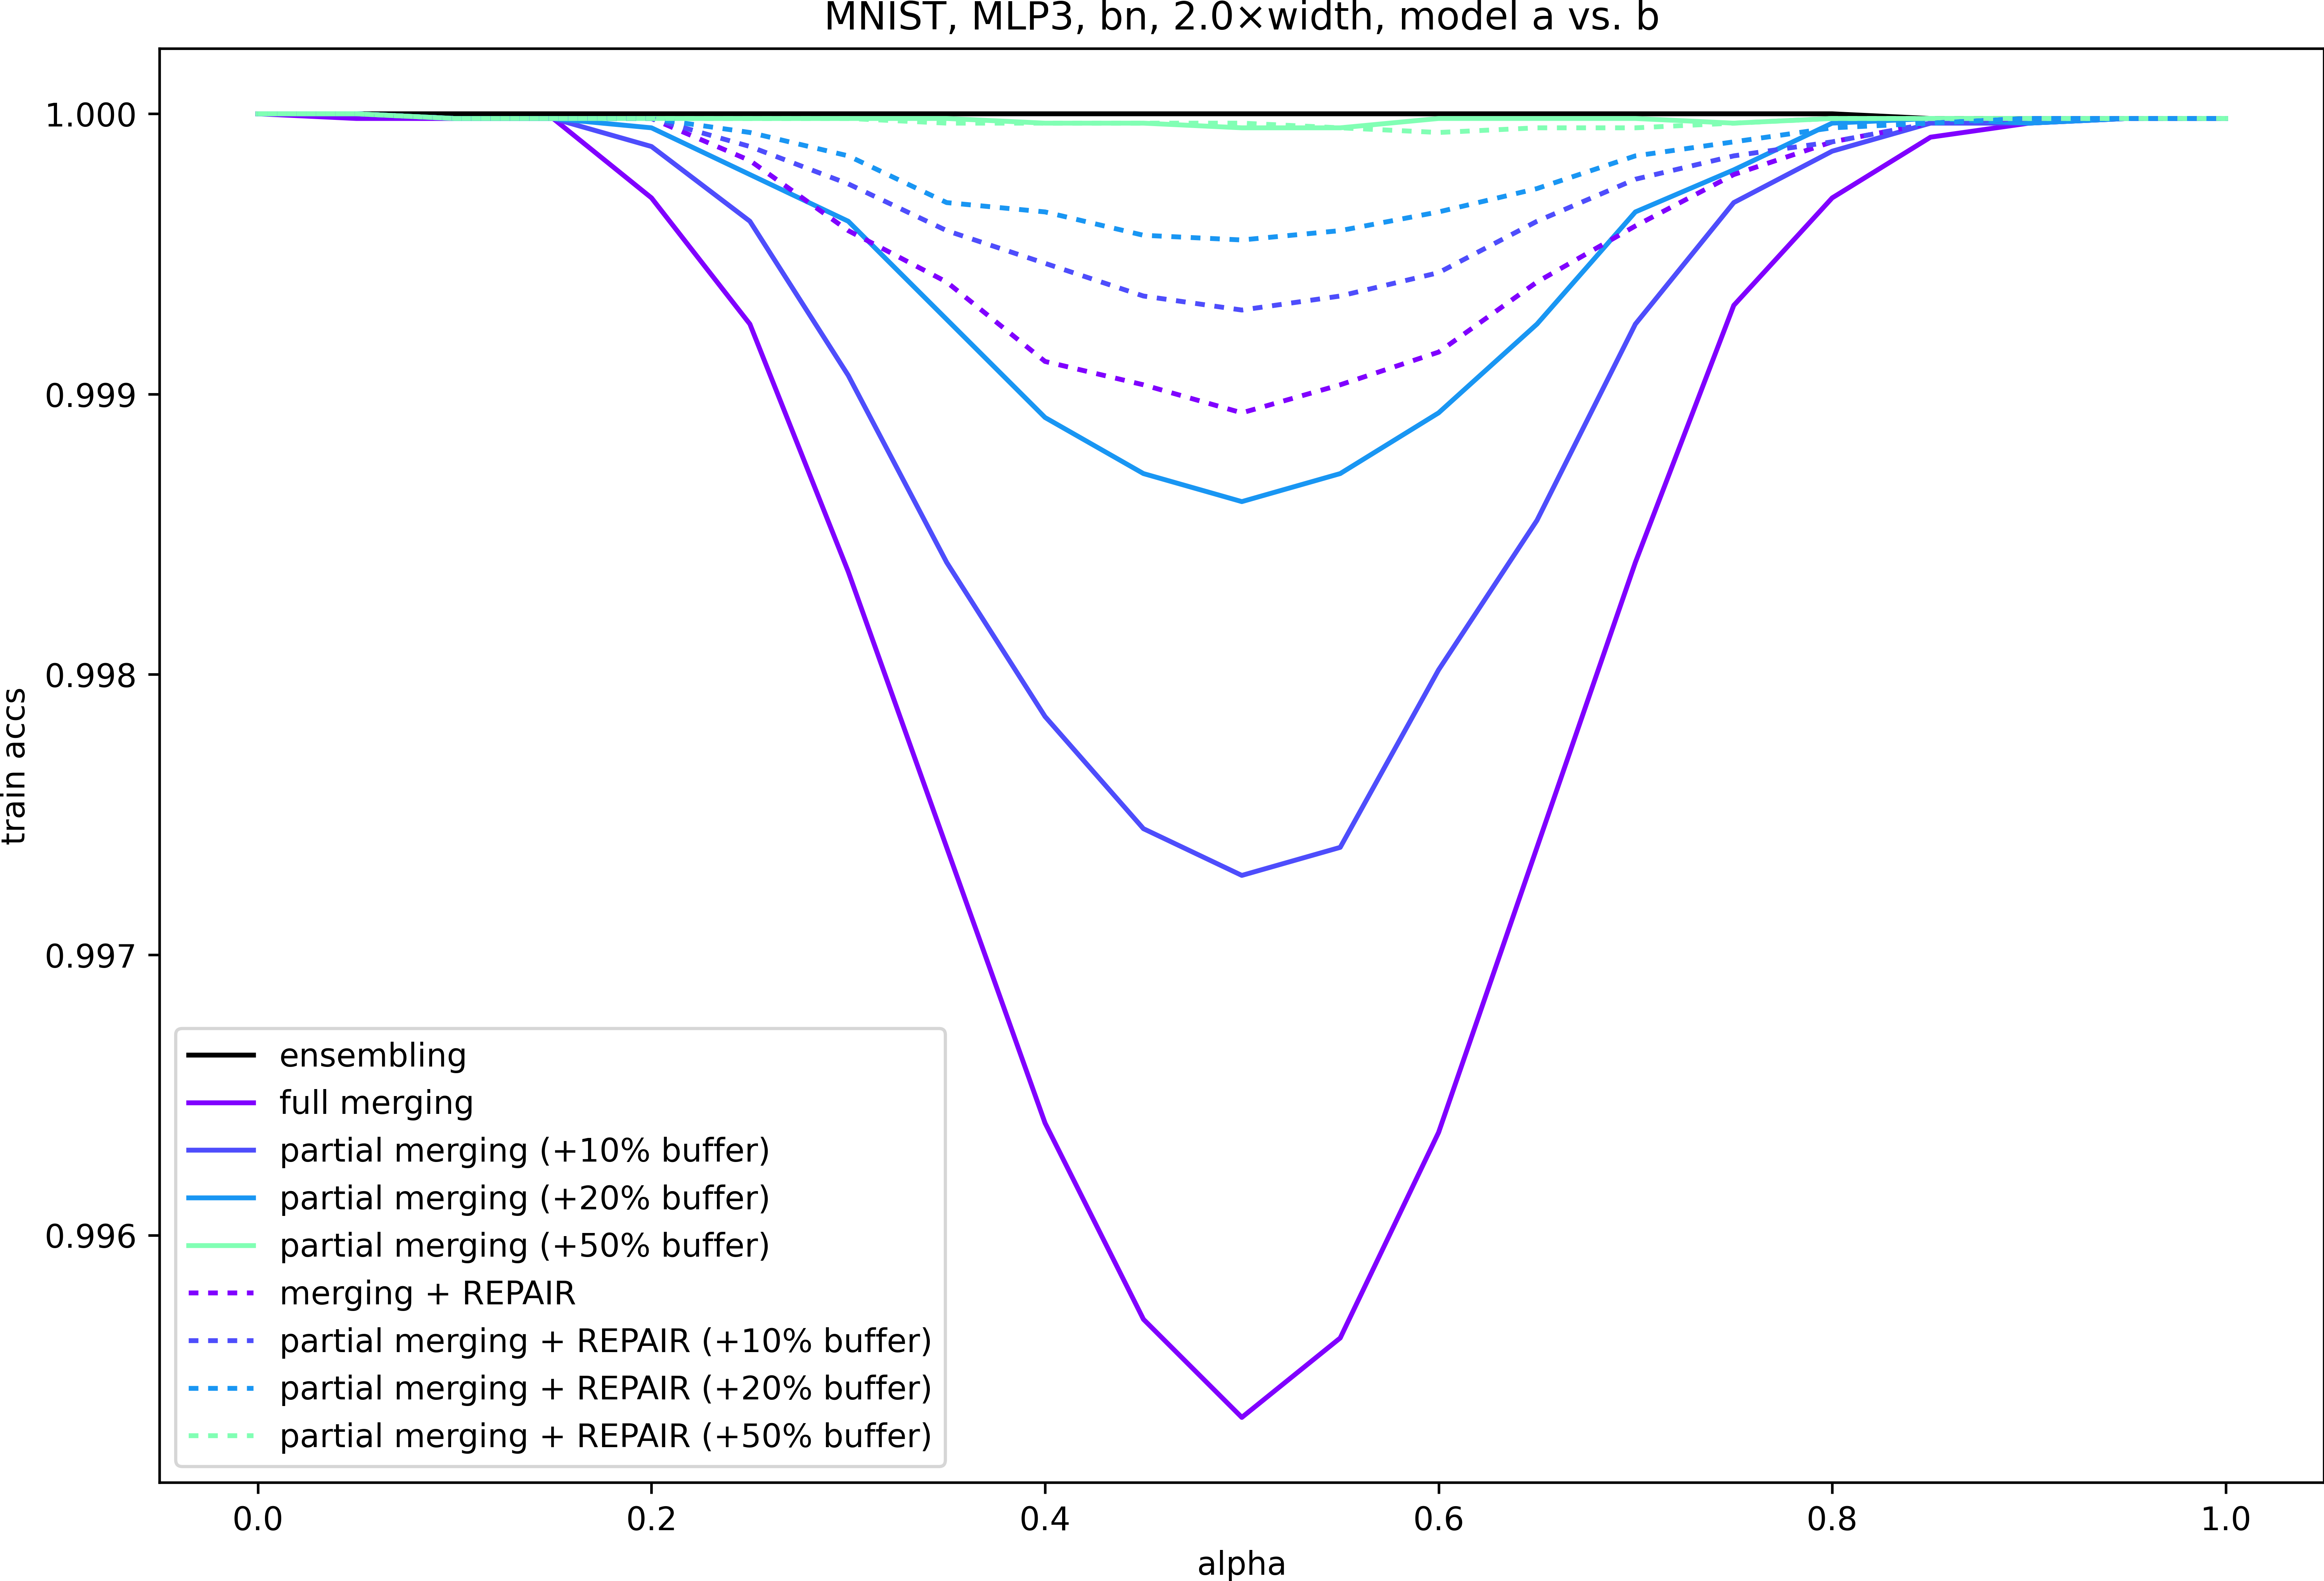 MNIST, MLP3, bn, 2.0×width, model a vs. b
train accs
1.000
0.999
0.998
0.997
0.996
ensembling
full merging
partial merging (+10% buffer)
partial merging (+20% buffer)
partial merging (+50% buffer)
merging + REPAIR
partial merging + REPAIR (+10% buffer)
partial merging + REPAIR (+20% buffer)
partial merging + REPAIR (+50% buffer)
0.0 0.2 0.4 0.6 0.8 1.0
alpha